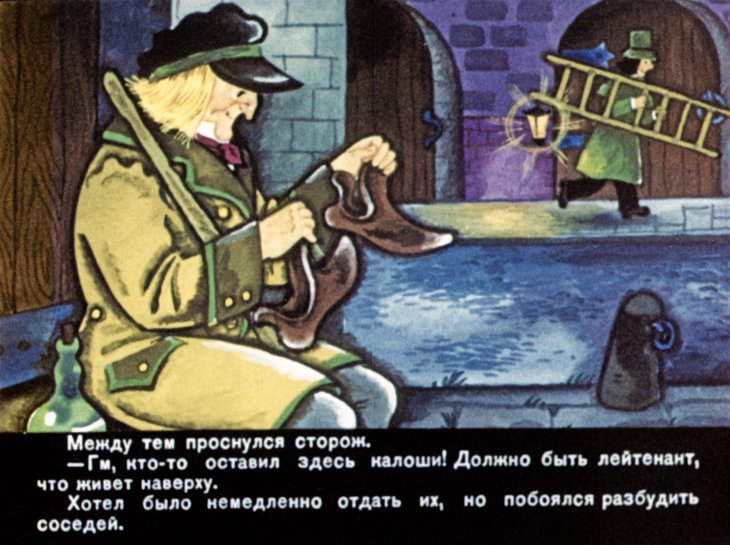 Между тем проснулся сторож.
—Гм, кто-то оставил здесь калоши! Должно быть лейтенант,
что живет наверху.
Хотел было немедленно отдать их, но побоялся разбудить
соседей.